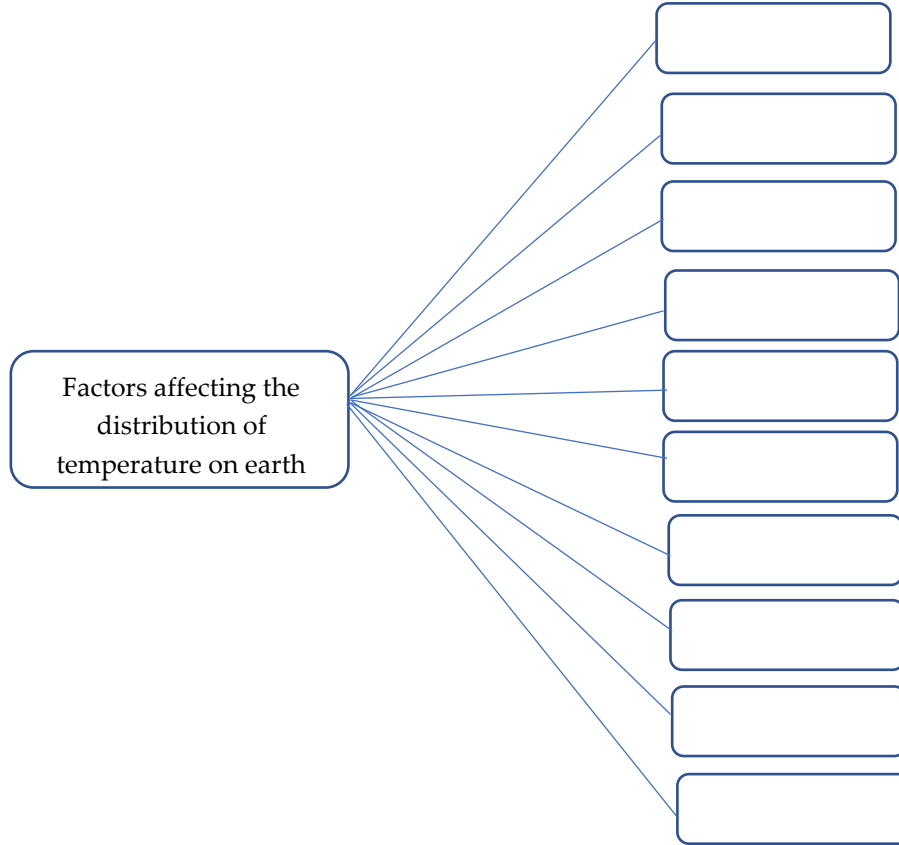 Factors affecting the
distribution of
temperature on earth